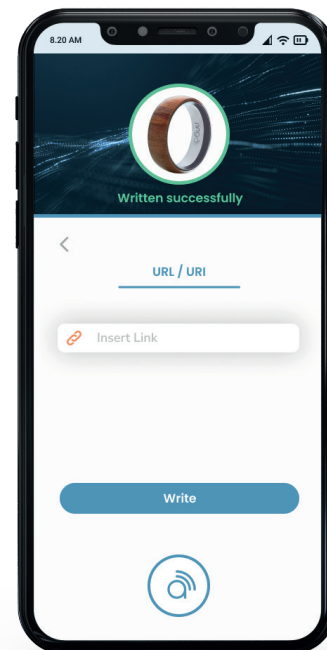 8.20 AM
Written successfully
URL / URI
Insert Link
Write